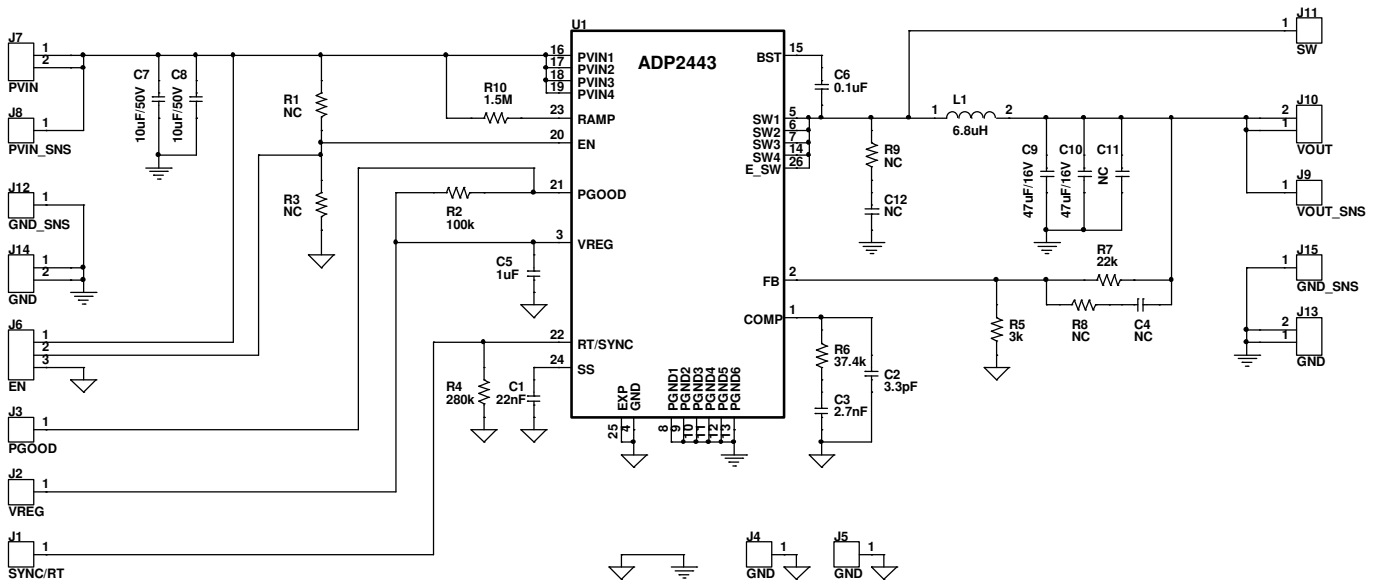 U1
ADP2443
J7
1
2
PVIN
J8
1
PVIN_SNS
J12
1
GND_SNS
J14
1
2
GND
J6
1
2
3
EN
J3
1
PGOOD
J2
1
VREG
J1
1
SYNC/RT
C7
10uF/50V
C8
10uF/50V
R1
NC
R3
NC
R10
1.5M
R2
100k
C5
1uF
R4
280k
C1
22nF
16 PVIN1
17 PVIN2
18 PVIN3
19 PVIN4
23 RAMP
20 EN
21 PGOOD
3 VREG
22 RT/SYNC
24 SS
EXP
GND
25
4
PGND1
PGND2
PGND3
PGND4
PGND5
PGND6
8
9
10
11
12
13
BST 15
SW1 5
SW2 6
SW3 7
SW4 14
E_SW 26
FB 2
COMP 1
C6
0.1uF
R9
NC
C12
NC
1 L1 2
6.8uH
C9
47uF/16V
C10
47uF/16V
C11
NC
R7
22k
R8
NC
C4
NC
R5
3k
R6
37.4k
C2
3.3pF
C3
2.7nF
J11
1
SW
J10
2
1
VOUT
J9
1
VOUT_SNS
J15
1
GND_SNS
J13
2
1
GND
J4
1
GND
J5
1
GND